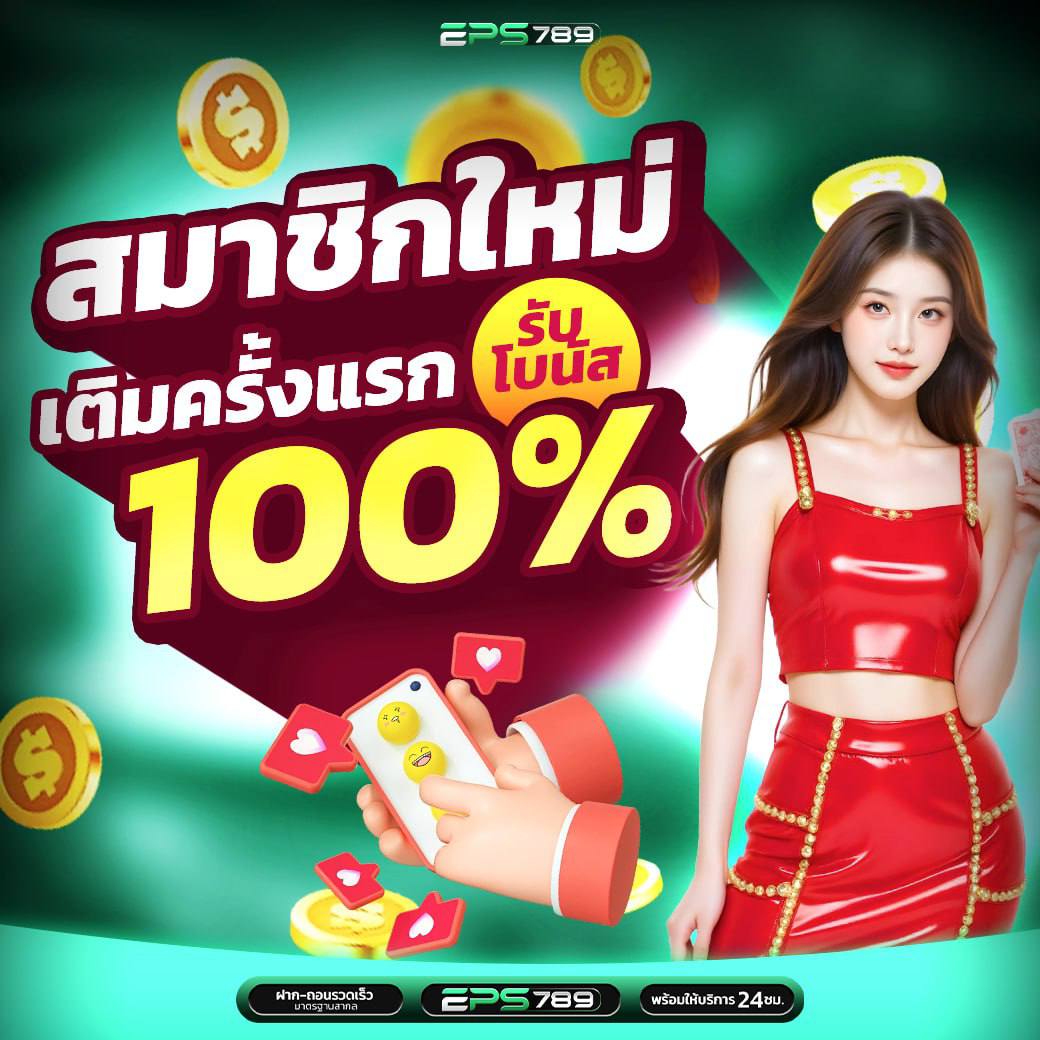 EPS789
สมาชิกใหม่
เติมครั้งแรก
รับ
โบนัส
100%
ฝาก-ถอนรวดเร็ว
มาตรฐานสากล
EPS789
พร้อมให้บริการ 24ชม.